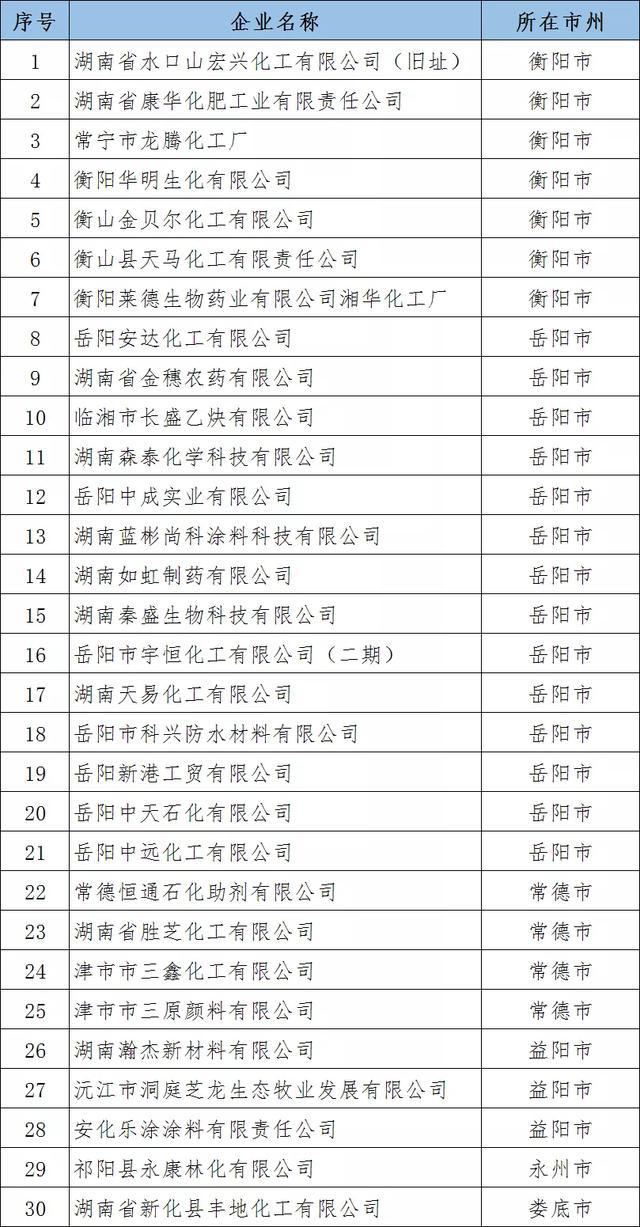 序号 企业名称 所在市州
1 湖南省水口山宏兴化工有限公司（旧址） 衡阳市
2 湖南省康华化肥工业有限责任公司 衡阳市
3 常宁市龙腾化工厂 衡阳市
4 衡阳华明生化有限公司 衡阳市
5 衡山金贝尔化工有限公司 衡阳市
6 衡山县天马化工有限责任公司 衡阳市
7 衡阳莱德生物药业有限公司湘华化工厂 衡阳市
8 岳阳安达化工有限公司 岳阳市
9 湖南省金穗农药有限公司 岳阳市
10 临湘市长盛乙炔有限公司 岳阳市
11 湖南森泰化学科技有限公司 岳阳市
12 岳阳中成实业有限公司 岳阳市
13 湖南蓝彬尚科涂料科技有限公司 岳阳市
14 湖南如虹制药有限公司 岳阳市
15 湖南秦盛生物科技有限公司 岳阳市
16 岳阳市宇恒化工有限公司（二期） 岳阳市
17 湖南天易化工有限公司 岳阳市
18 岳阳市科兴防水材料有限公司 岳阳市
19 岳阳新港工贸有限公司 岳阳市
20 岳阳中天石化有限公司 岳阳市
21 岳阳中远化工有限公司 岳阳市
22 常德恒通石化助剂有限公司 常德市
23 湖南省胜芝化工有限公司 常德市
24 津市市三鑫化工有限公司 常德市
25 津市市三原颜料有限公司 常德市
26 湖南瀚杰新材料有限公司 益阳市
27 沅江市洞庭芝龙生态牧业发展有限公司 益阳市
28 安化乐涂涂料有限责任公司 益阳市
29 祁阳县永康林化有限公司 永州市
30 湖南省新化县丰地化工有限公司 娄底市